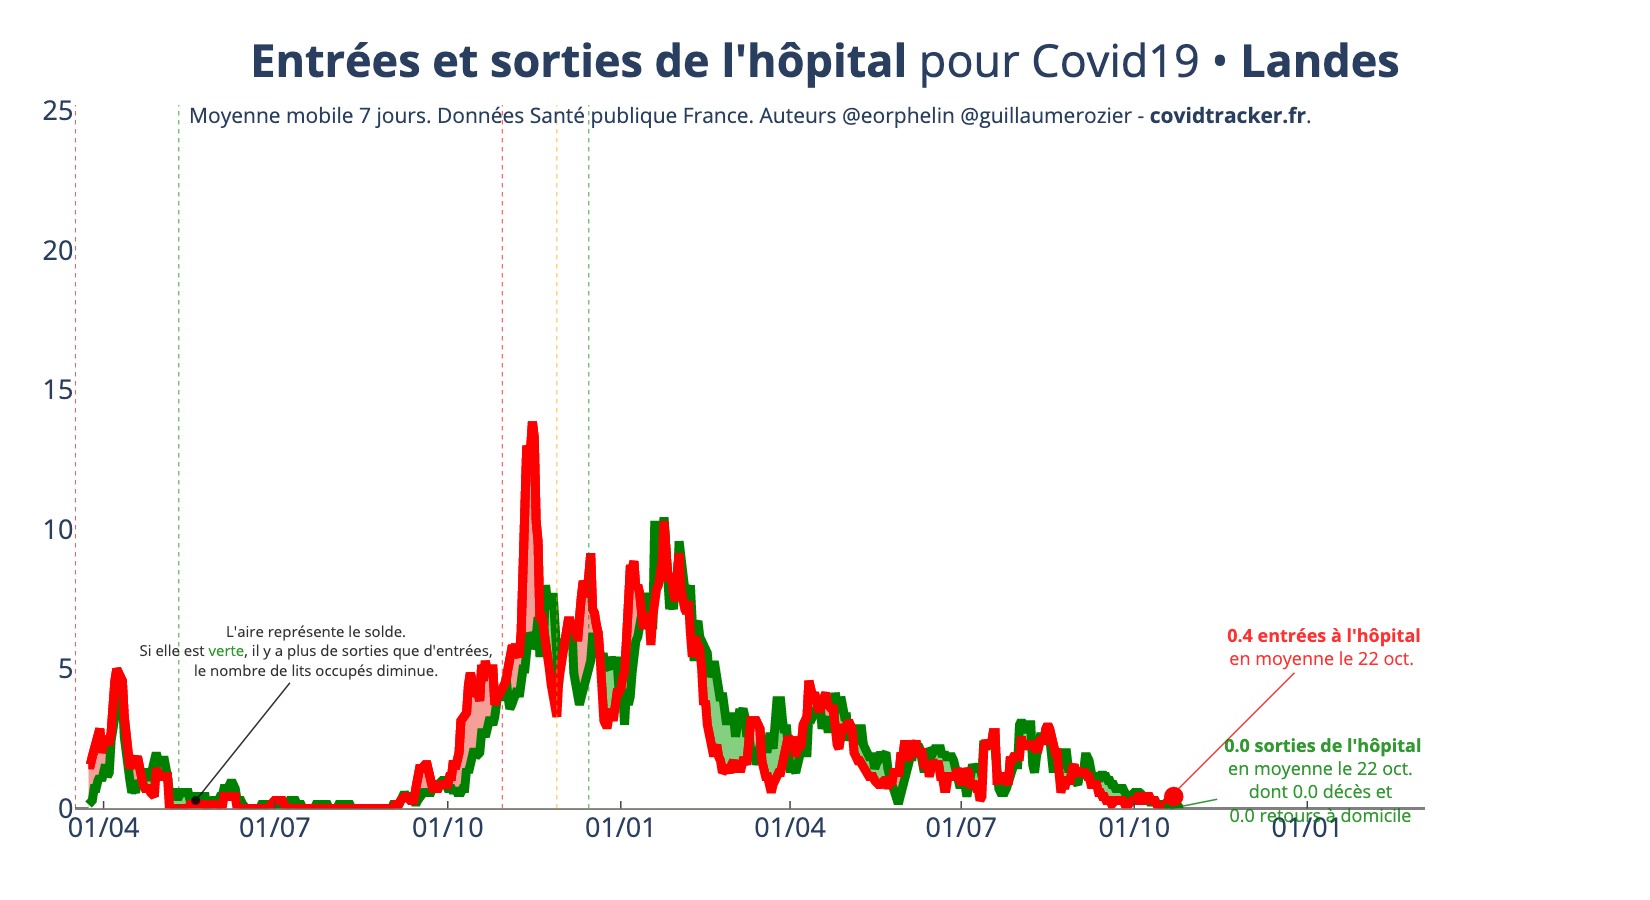 Entrées et sorties de l'hôpital pour Covid19 • Landes
Moyenne mobile 7 jours. Données Santé publique France. Auteurs @eorphelin @guillaumerozier - covidtracker.fr.
25
20
15
10
5
0
L'aire représente le solde.
Si elle est verte, il y a plus de sorties que d'entrées,
le nombre de lits occupés diminue.
0.4 entrées à l'hôpital
en moyenne le 22 oct.
0.0 sorties de l'hôpital
en moyenne le 22 oct.
dont 0.0 décès et
0.0 retours à domicile
01/04 01/07 01/10 01/01 01/04 01/07 01/10 01/01